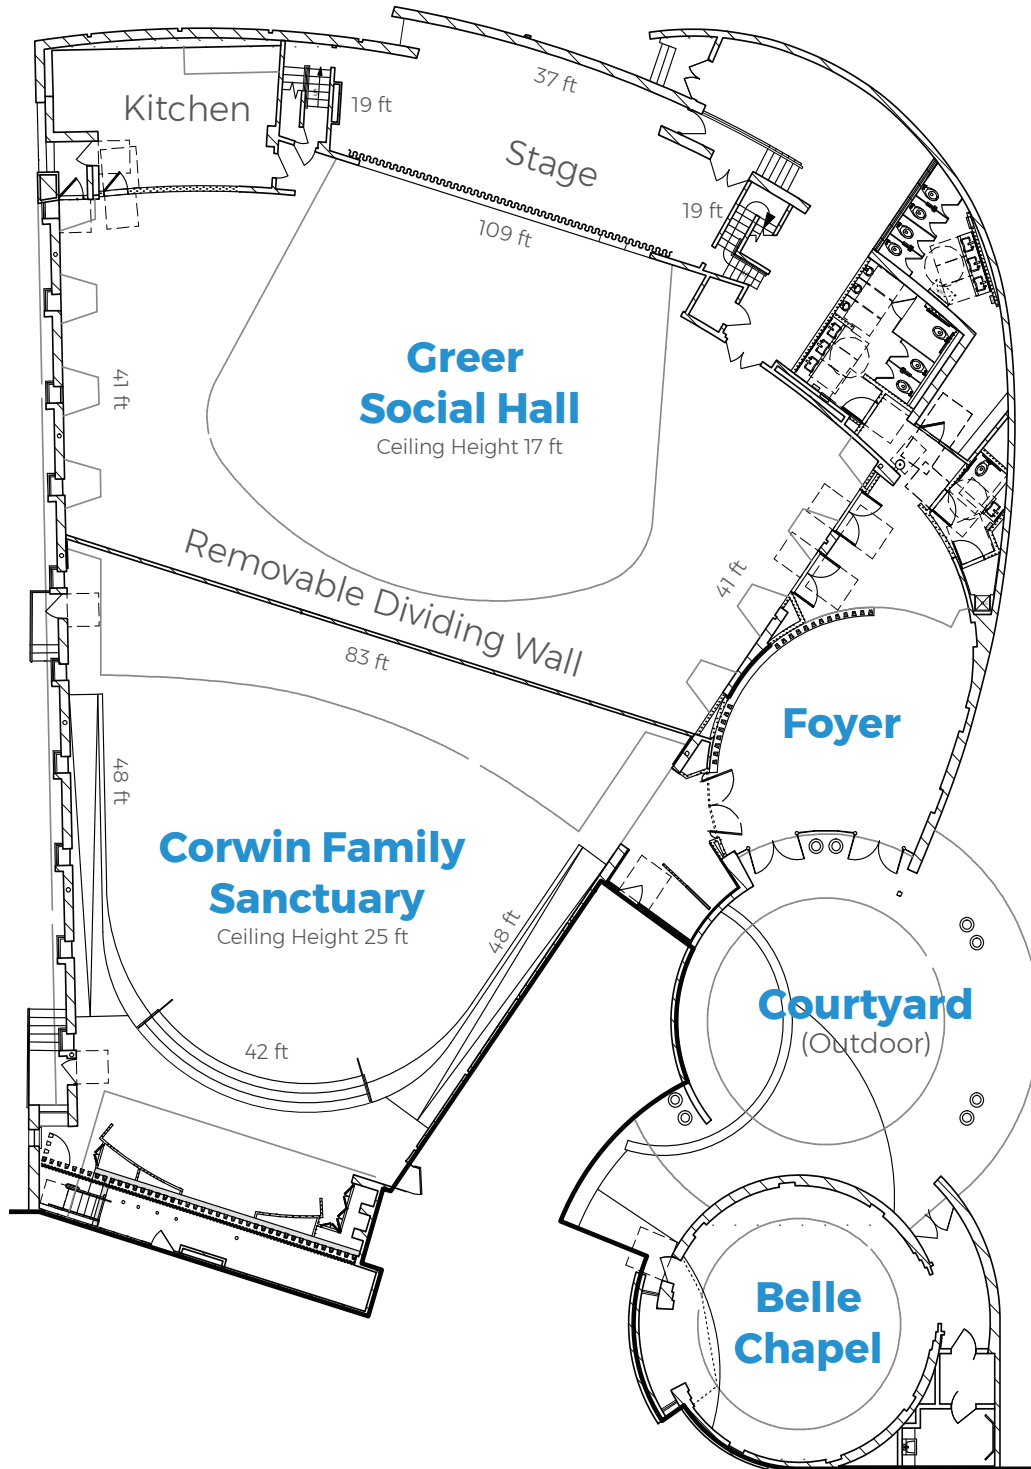 37 ft
Kitchen
19 ft
Stage
19 ft
109 ft
Greer
Social Hall
Ceiling Height 17 ft
41 ft
Removable Dividing Wall
41 ft
83 ft
Foyer
48 ft
Corwin Family
Sanctuary
Ceiling Height 25 ft
48 ft
Courtyard
(Outdoor)
42 ft
Belle
Chapel